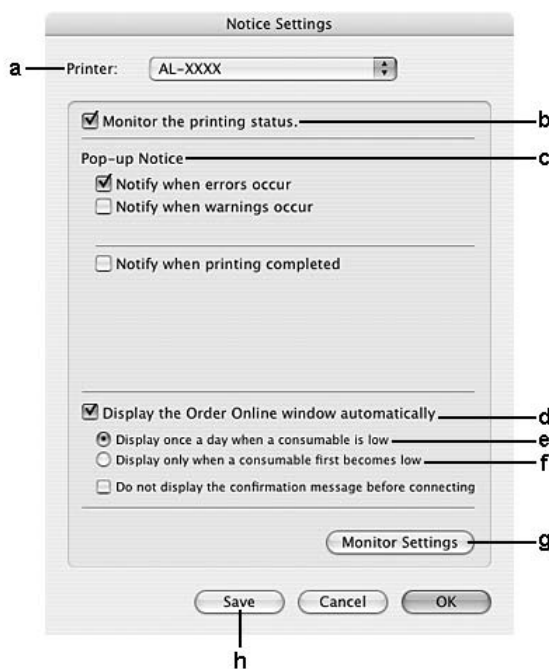 Notice Settings
a Printer: AL-XXXX
Monitor the printing status. b
Pop-up Notice c
Notify when errors occur
Notify when warnings occur
Notify when printing completed
Display the Order Online window automatically d
Display once a day when a consumable is low e
Display only when a consumable first becomes low f
Do not display the confirmation message before connecting
Monitor Settings g
Save Cancel OK
h